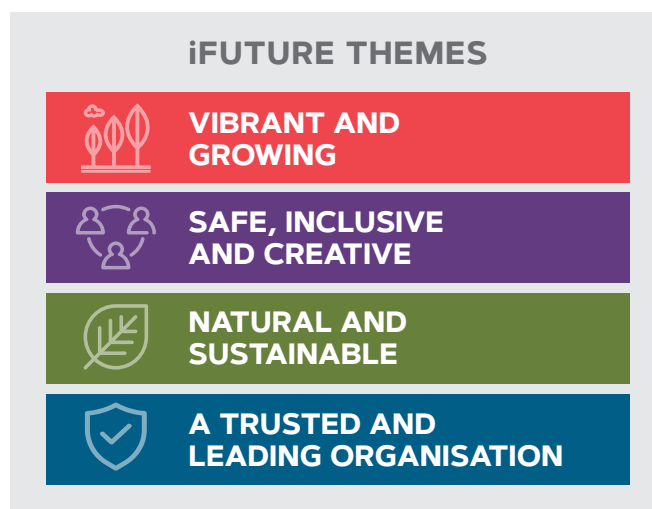 iFUTURE THEMES
VIBRANT AND
GROWING
SAFE, INCLUSIVE
AND CREATIVE
NATURAL AND
SUSTAINABLE
A TRUSTED AND
LEADING ORGANISATION